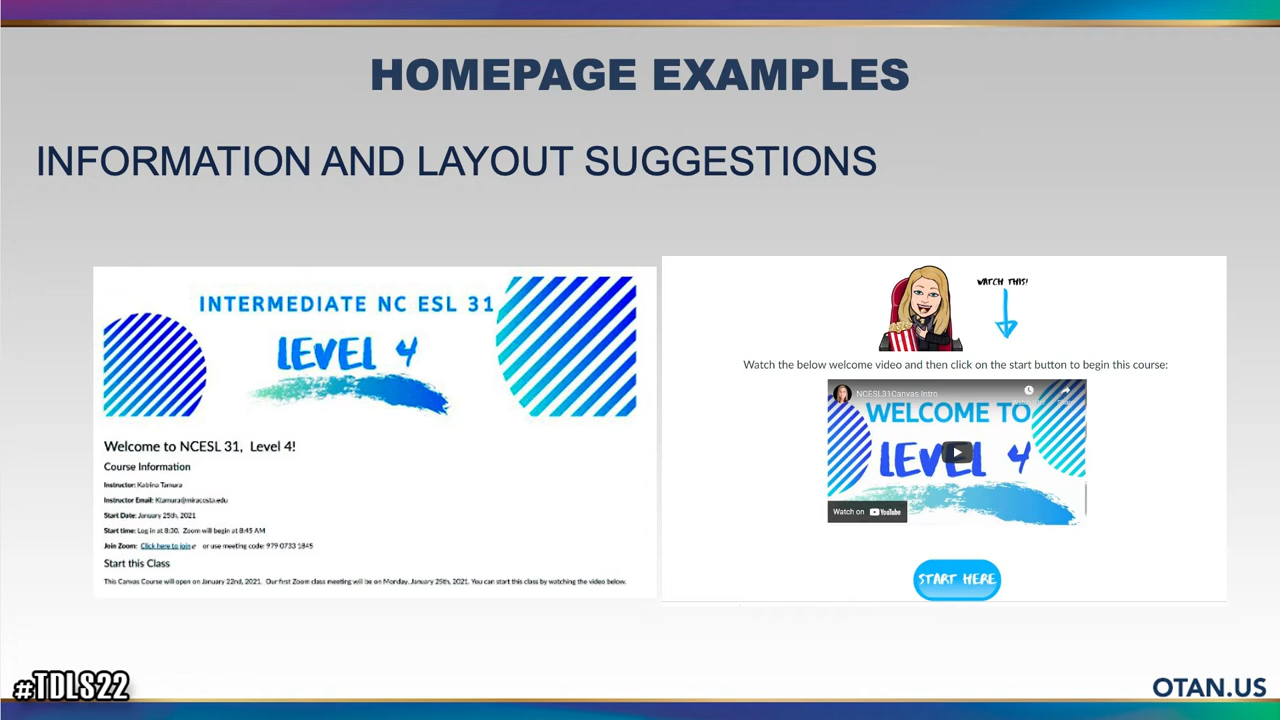 HOMEPAGE EXAMPLES
INFORMATION AND LAYOUT SUGGESTIONS
INTERMEDIATE NC ESL 31
LEVEL 4
Welcome to NCESL 31, Level 4!
Course Information
Instructor: Katrina Tamura
Instructor Email: Ktamura@miracosta.edu
Start Date: January 25th, 2021
Start time: Log in at 8:30. Zoom will begin at 8:45 AM
Join Zoom: Click here to join or use meeting code: 979 0733 1845
Start this Class
This Canvas Course will open on January 22nd, 2021. Our first Zoom class meeting will be on Monday, January 25th, 2021. You can start this class by watching the video below.
WATCH THIS!
Watch the below welcome video and then click on the start button to begin this course:
NCESL31Canvas Intro
WELCOME TO
LEVEL 4
Watch on YouTube
START HERE
#TDLS22
OTAN.US